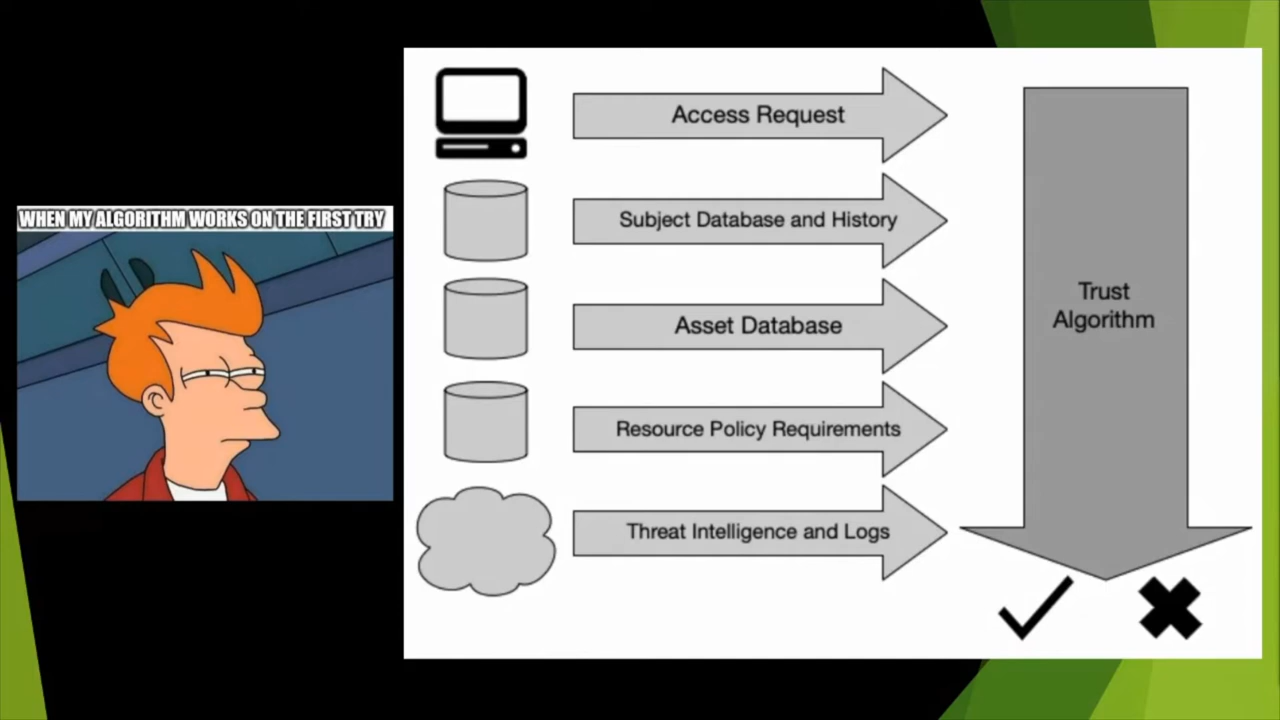 WHEN MY ALGORITHM WORKS ON THE FIRST TRY
Access Request
Subject Database and History
Asset Database
Resource Policy Requirements
Threat Intelligence and Logs
Trust
Algorithm